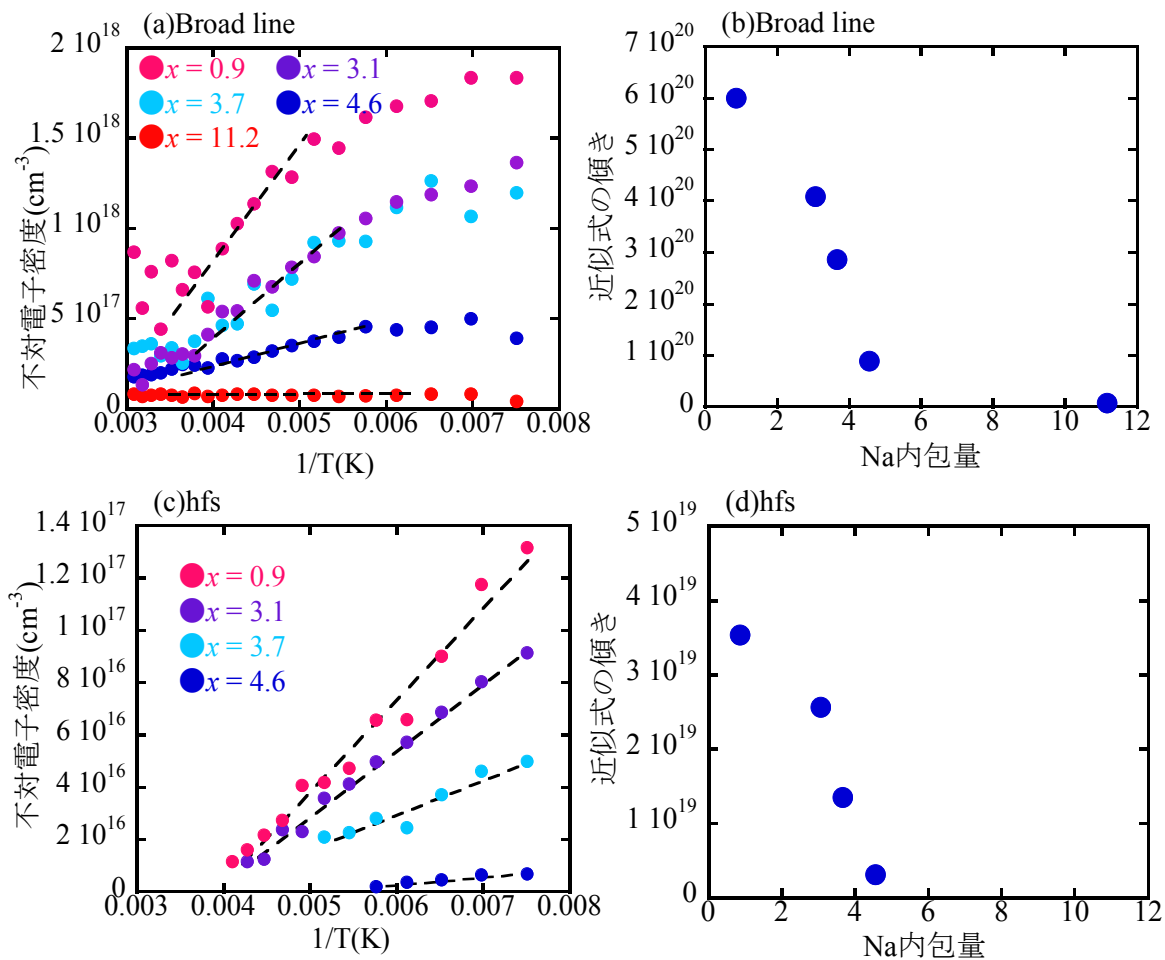 (a)Broad line
2 10^18
1.5 10^18
1 10^18
5 10^17
0
不対電子密度(cm^-3)
x = 0.9
x = 3.1
x = 3.7
x = 4.6
x = 11.2
0.003 0.004 0.005 0.006 0.007 0.008
1/T(K)
(b)Broad line
7 10^20
6 10^20
5 10^20
4 10^20
3 10^20
2 10^20
1 10^20
0
近似式の傾き
0 2 4 6 8 10 12
Na内包量
(c)hfs
1.4 10^17
1.2 10^17
1 10^17
8 10^16
6 10^16
4 10^16
2 10^16
0
不対電子密度(cm^-3)
x = 0.9
x = 3.1
x = 3.7
x = 4.6
0.003 0.004 0.005 0.006 0.007 0.008
1/T(K)
(d)hfs
5 10^19
4 10^19
3 10^19
2 10^19
1 10^19
0
近似式の傾き
0 2 4 6 8 10 12
Na内包量